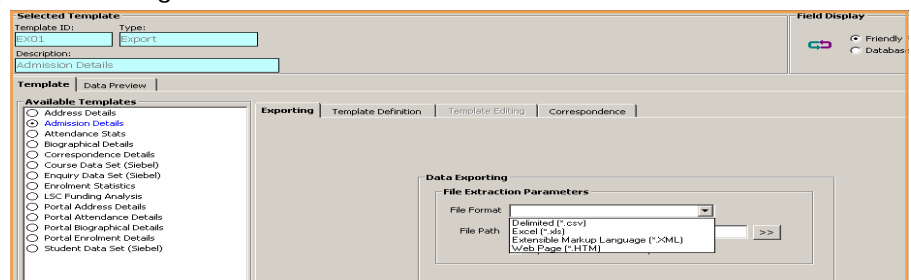 Selected Template
Template ID:
Type:
EX01
Export
Description:
Admission Details
Field Display
Friendly
Database
Template
Data Preview
Available Templates
Address Details
Admission Details
Attendance Stats
Biographical Details
Correspondence Details
Course Data Set (Siebel)
Enquiry Data Set (Siebel)
Enrolment Statistics
LSC Funding Analysis
Portal Address Details
Portal Attendance Details
Portal Biographical Details
Portal Enrolment Details
Student Data Set (Siebel)
Exporting
Template Definition
Template Editing
Correspondence
Data Exporting
File Extraction Parameters
File Format
Delimited (*.csv)
Excel (*.xls)
Extensible Markup Language (*.XML)
Web Page (*.HTM)
File Path
>>